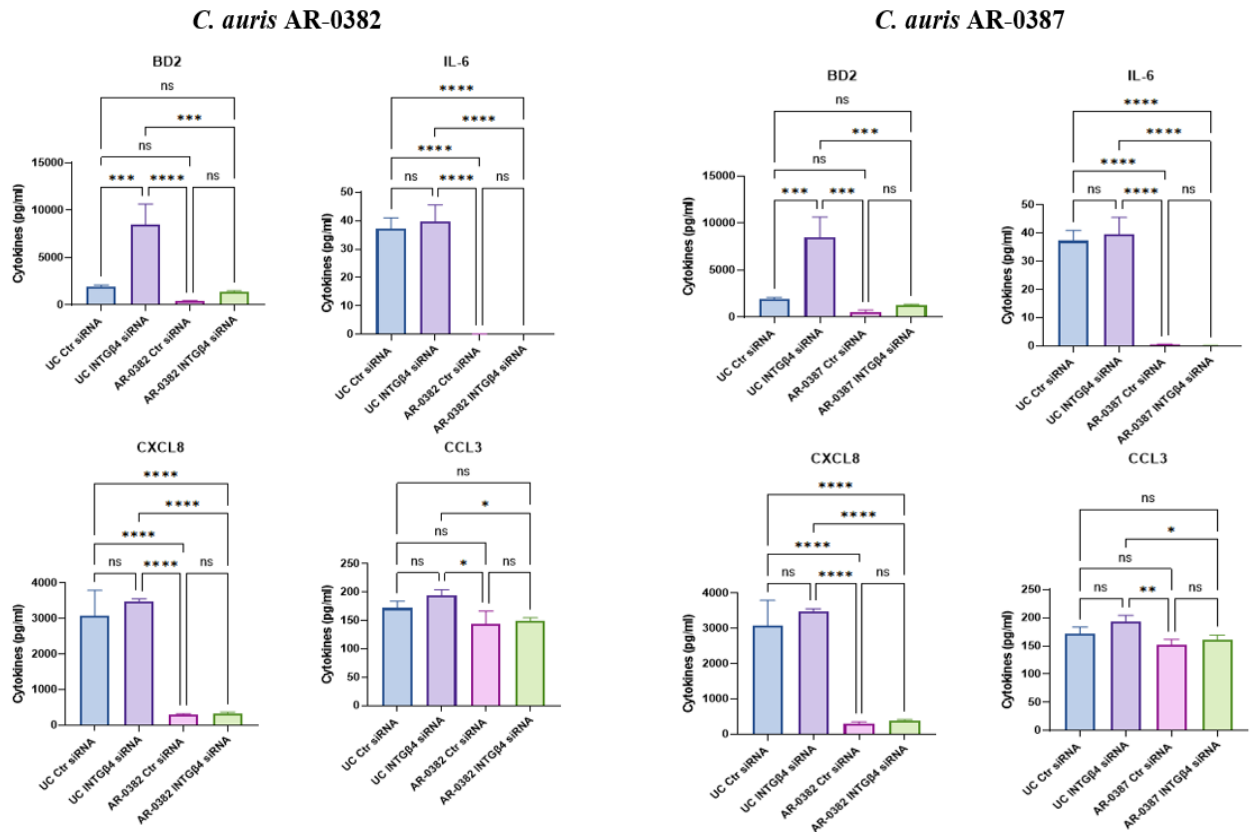 C. auris AR-0382
BD2
ns
***
ns
*** **** ns
Cytokines (pg/ml)
15000
10000
5000
0
UC Ctr siRNA
UC INTGβ4 siRNA
AR-0382 Ctr siRNA
AR-0382 INTGβ4 siRNA
IL-6
****
****
****
ns **** ns
Cytokines (pg/ml)
50
40
30
20
10
0
UC Ctr siRNA
UC INTGβ4 siRNA
AR-0382 Ctr siRNA
AR-0382 INTGβ4 siRNA
CXCL8
****
****
****
ns **** ns
Cytokines (pg/ml)
4000
3000
2000
1000
0
UC Ctr siRNA
UC INTGβ4 siRNA
AR-0382 Ctr siRNA
AR-0382 INTGβ4 siRNA
CCL3
ns
*
ns
ns * ns
Cytokines (pg/ml)
250
200
150
100
50
0
UC Ctr siRNA
UC INTGβ4 siRNA
AR-0382 Ctr siRNA
AR-0382 INTGβ4 siRNA
C. auris AR-0387
BD2
ns
***
ns
*** *** ns
Cytokines (pg/ml)
15000
10000
5000
0
UC Ctr siRNA
UC INTGβ4 siRNA
AR-0387 Ctr siRNA
AR-0387 INTGβ4 siRNA
IL-6
****
****
****
ns **** ns
Cytokines (pg/ml)
50
40
30
20
10
0
UC Ctr siRNA
UC INTGβ4 siRNA
AR-0387 Ctr siRNA
AR-0387 INTGβ4 siRNA
CXCL8
****
****
****
ns **** ns
Cytokines (pg/ml)
4000
3000
2000
1000
0
UC Ctr siRNA
UC INTGβ4 siRNA
AR-0382 Ctr siRNA
AR-0382 INTGβ4 siRNA
CCL3
ns
*
ns
ns ** ns
Cytokines (pg/ml)
250
200
150
100
50
0
UC Ctr siRNA
UC INTGβ4 siRNA
AR-0387 Ctr siRNA
AR-0387 INTGβ4 siRNA